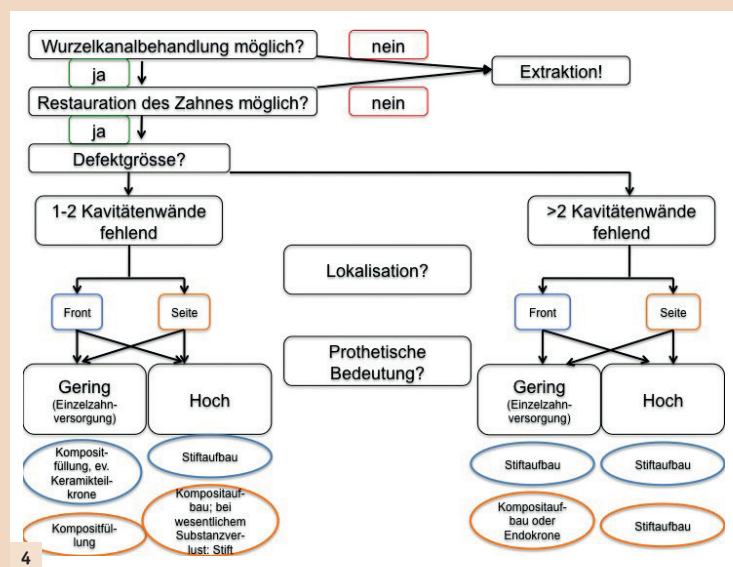 Wurzelkanalbehandlung möglich?
nein
ja
Extraktion!
Restauration des Zahnes möglich?
nein
ja
Defektgrösse?
1-2 Kavitätenwände
fehlend
>2 Kavitätenwände
fehlend
Lokalisation?
Front
Seite
Front
Seite
Prothetische
Bedeutung?
Gering
(Einzelzahn-
versorgung)
Hoch
Gering
(Einzelzahn-
versorgung)
Hoch
Komposit-
füllung, ev.
Keramikteil-
krone
Stiftaufbau
Stiftaufbau
Stiftaufbau
Kompositfül-
lung
Kompositauf-
bau; bei
wesentlichem
Substanzver-
lust: Stift
Kompositauf-
bau oder
Endokrone
Stiftaufbau
4